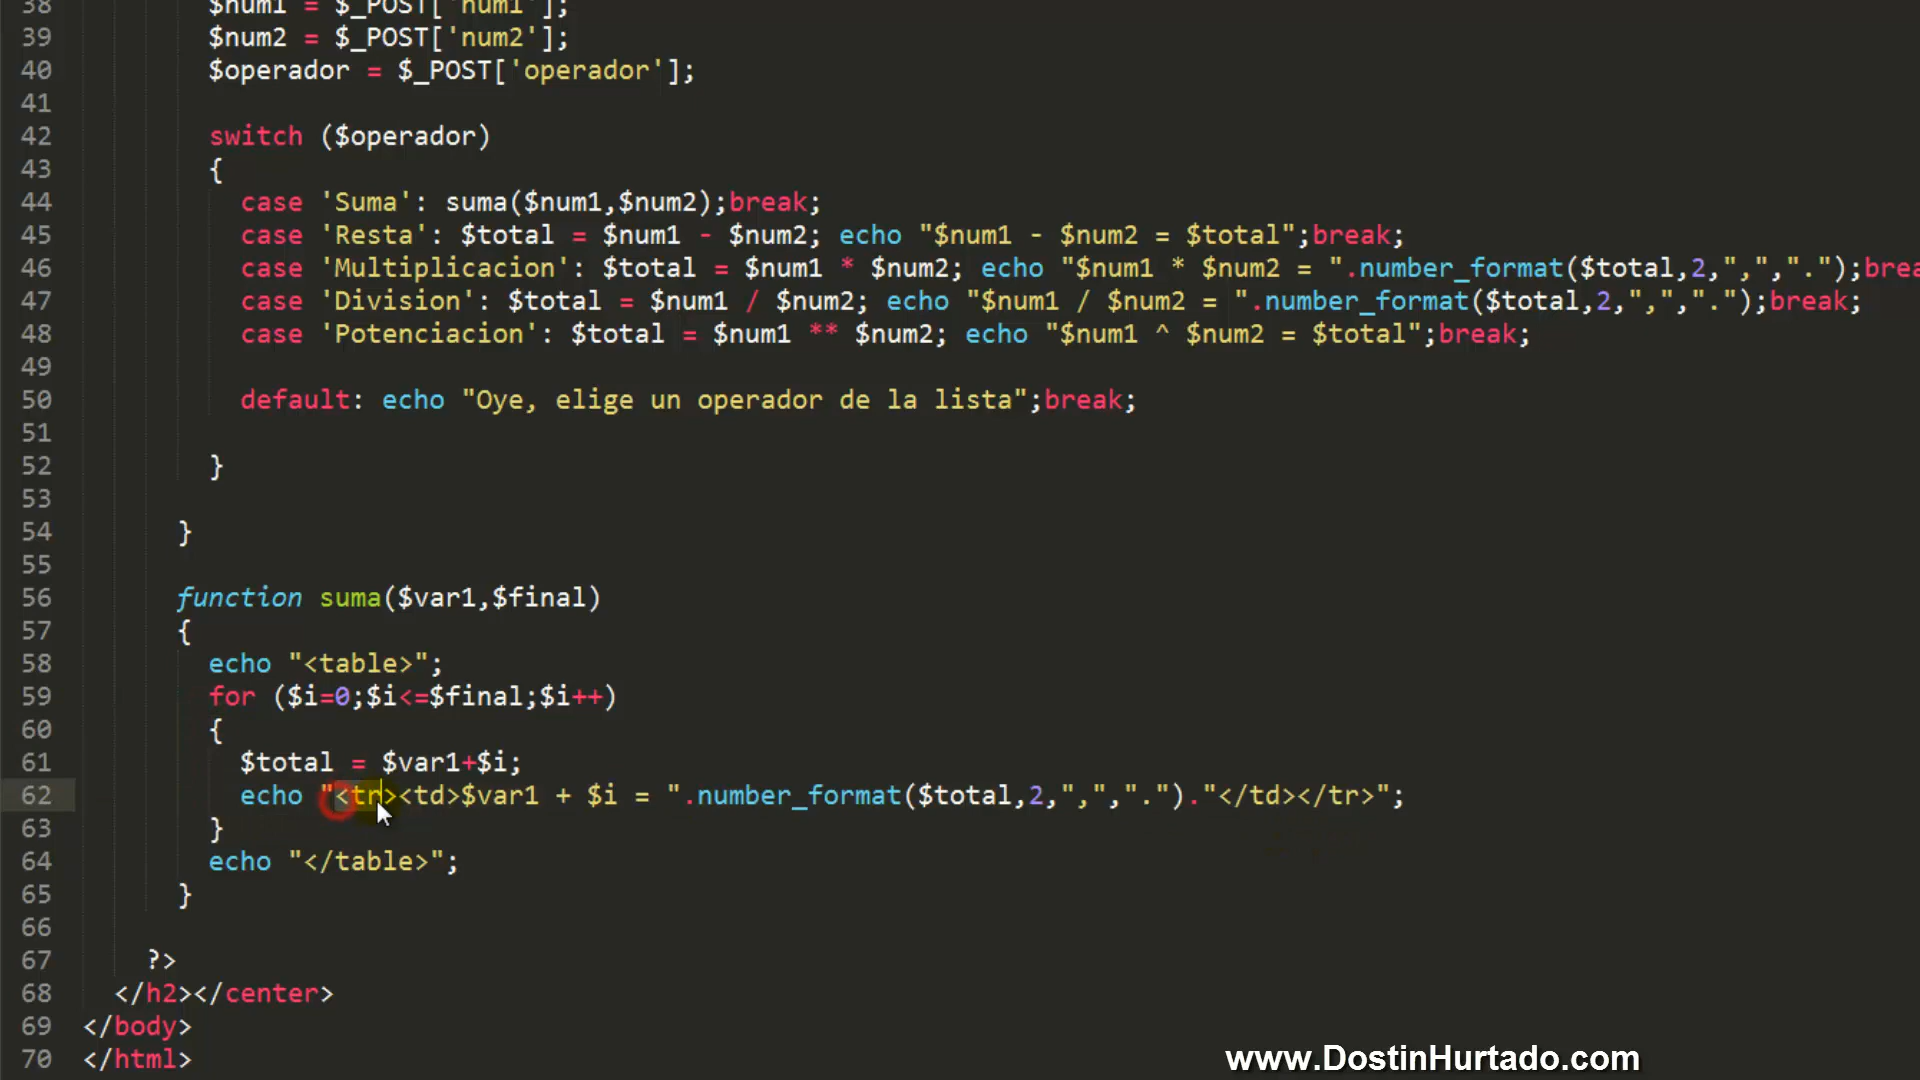 38 $num1 = $_POST['num1'];
39 $num2 = $_POST['num2'];
40 $operador = $_POST['operador'];
41
42 switch ($operador)
43 {
44 case 'Suma': suma($num1,$num2);break;
45 case 'Resta': $total = $num1 - $num2; echo "$num1 - $num2 = $total";break;
46 case 'Multiplicacion': $total = $num1 * $num2; echo "$num1 * $num2 = ".number_format($total,2,",",".");brea
47 case 'Division': $total = $num1 / $num2; echo "$num1 / $num2 = ".number_format($total,2,",",".");break;
48 case 'Potenciacion': $total = $num1 ** $num2; echo "$num1 ^ $num2 = $total";break;
49
50 default: echo "Oye, elige un operador de la lista";break;
51
52 }
53
54 }
55
56 function suma($var1,$final)
57 {
58 echo "<table>";
59 for ($i=0;$i<=$final;$i++)
60 {
61 $total = $var1+$i;
62 echo "<tr><td>$var1 + $i = ".number_format($total,2,",",".")."</td></tr>";
63 }
64 echo "</table>";
65 }
66
67 ?>
68 </h2></center>
69 </body>
70 </html>
www.DostinHurtado.com